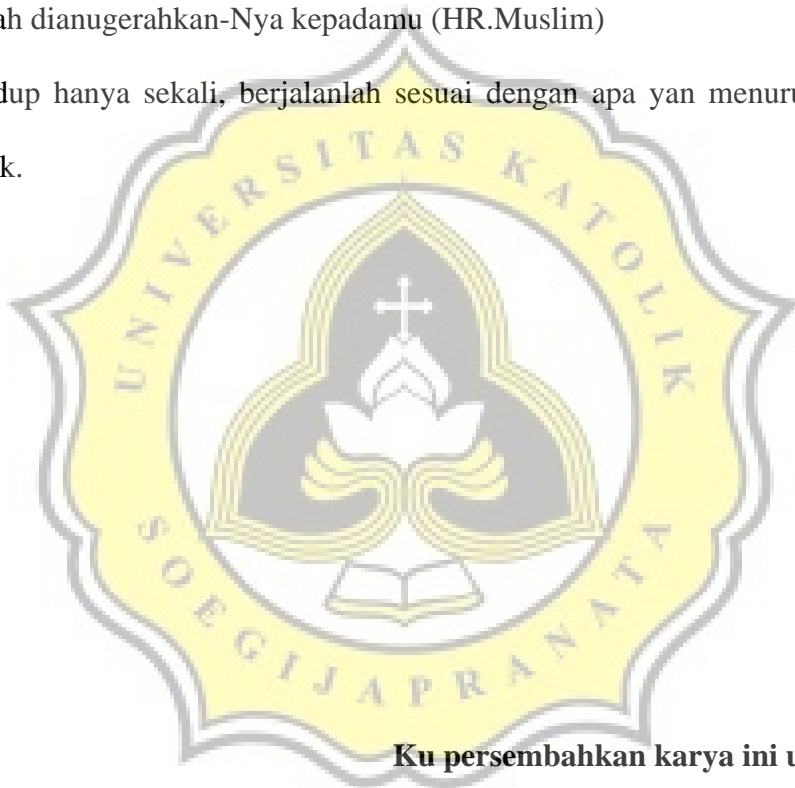 ah dianugerahkan-Nya kepadamu (HR.Muslim)
dup hanya sekali, berjalanlah sesuai dengan apa yan menuru
k.
UNIVERSITAS KATOLIK
SOEGIJAPRANATA
Ku persembahkan karya ini u